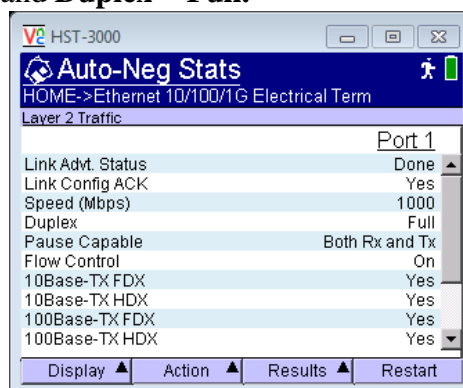 and Duplex = Full.
V2 HST-3000
Auto-Neg Stats
HOME->Ethernet 10/100/1G Electrical Term
Layer 2 Traffic
Port 1
Link Advt. Status Done
Link Config ACK Yes
Speed (Mbps) 1000
Duplex Full
Pause Capable Both Rx and Tx
Flow Control On
10Base-TX FDX Yes
10Base-TX HDX Yes
100Base-TX FDX Yes
100Base-TX HDX Yes
Display Action Results Restart